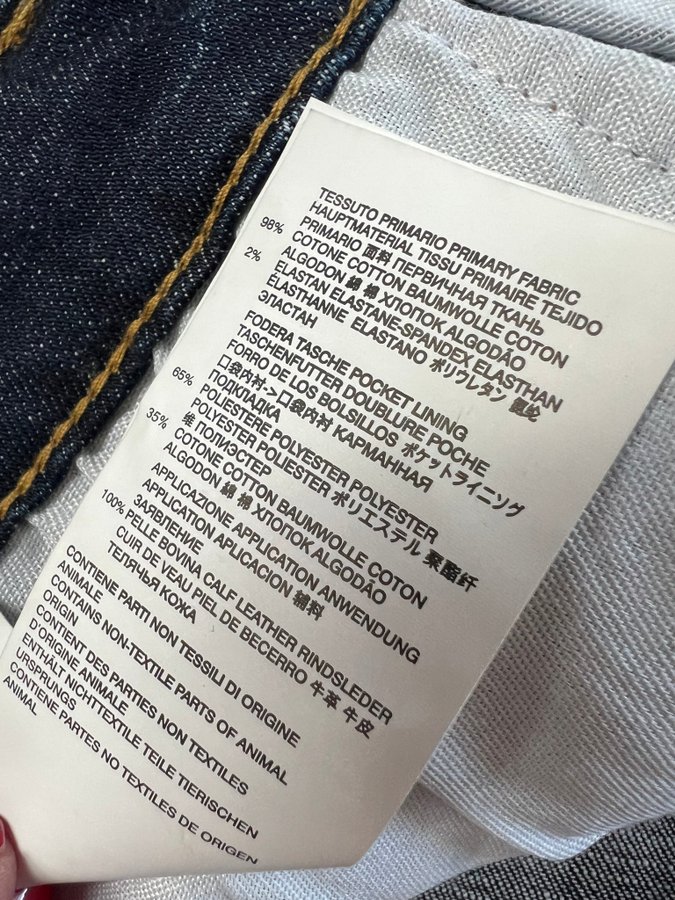 TESSUTO PRIMARIO PRIMARY FABRIC
HAUPTMATERIAL TISSU PRIMAIRE TEJIDO
PRIMARIO 面料 ПЕРВИЧНАЯ ТКАНЬ
98% COTONE COTTON BAUMWOLLE COTON
ALGODON 綿 棉 ХЛОПОК ALGODÃO
2% ELASTAN ELASTANE-SPANDEX ELASTHAN
ELASTHANNE ELASTANO ポリウレタン 氨纶
ЭЛАСТАН
FODERA TASCHE POCKET LINING
TASCHENFUTTER DOUBLURE POCHE
FORRO DE LOS BOLSILLOS ポケットライニング
口袋内衬>口袋内衬 КАРМАННАЯ
ПОДКЛАДКА
65% POLIESTERE POLYESTER POLYESTER
POLYESTER POLIESTER ポリエステル 聚酯纤
维 ПОЛИЭСТЕР
35% COTONE COTTON BAUMWOLLE COTON
ALGODON 綿 棉 ХЛОПОК ALGODÃO
APPLICAZIONE APPLICATION ANWENDUNG
APPLICATION APLICACION 辅料
ЗАЯВЛЕНИЕ
100% PELLE BOVINA CALF LEATHER RINDSLEDER
CUIR DE VEAU PIEL DE BECERRO 牛革 牛皮
ТЕЛЯЧЬЯ КОЖА
CONTIENE PARTI NON TESSILI DI ORIGINE
ANIMALE
CONTAINS NON-TEXTILE PARTS OF ANIMAL
ORIGIN
CONTIENT DES PARTIES NON TEXTILES
D'ORIGINE ANIMALE
ENTHÄLT NICHTTEXTILE TEILE TIERISCHEN
URSPRUNGS
CONTIENE PARTES NO TEXTILES DE ORIGEN
ANIMAL